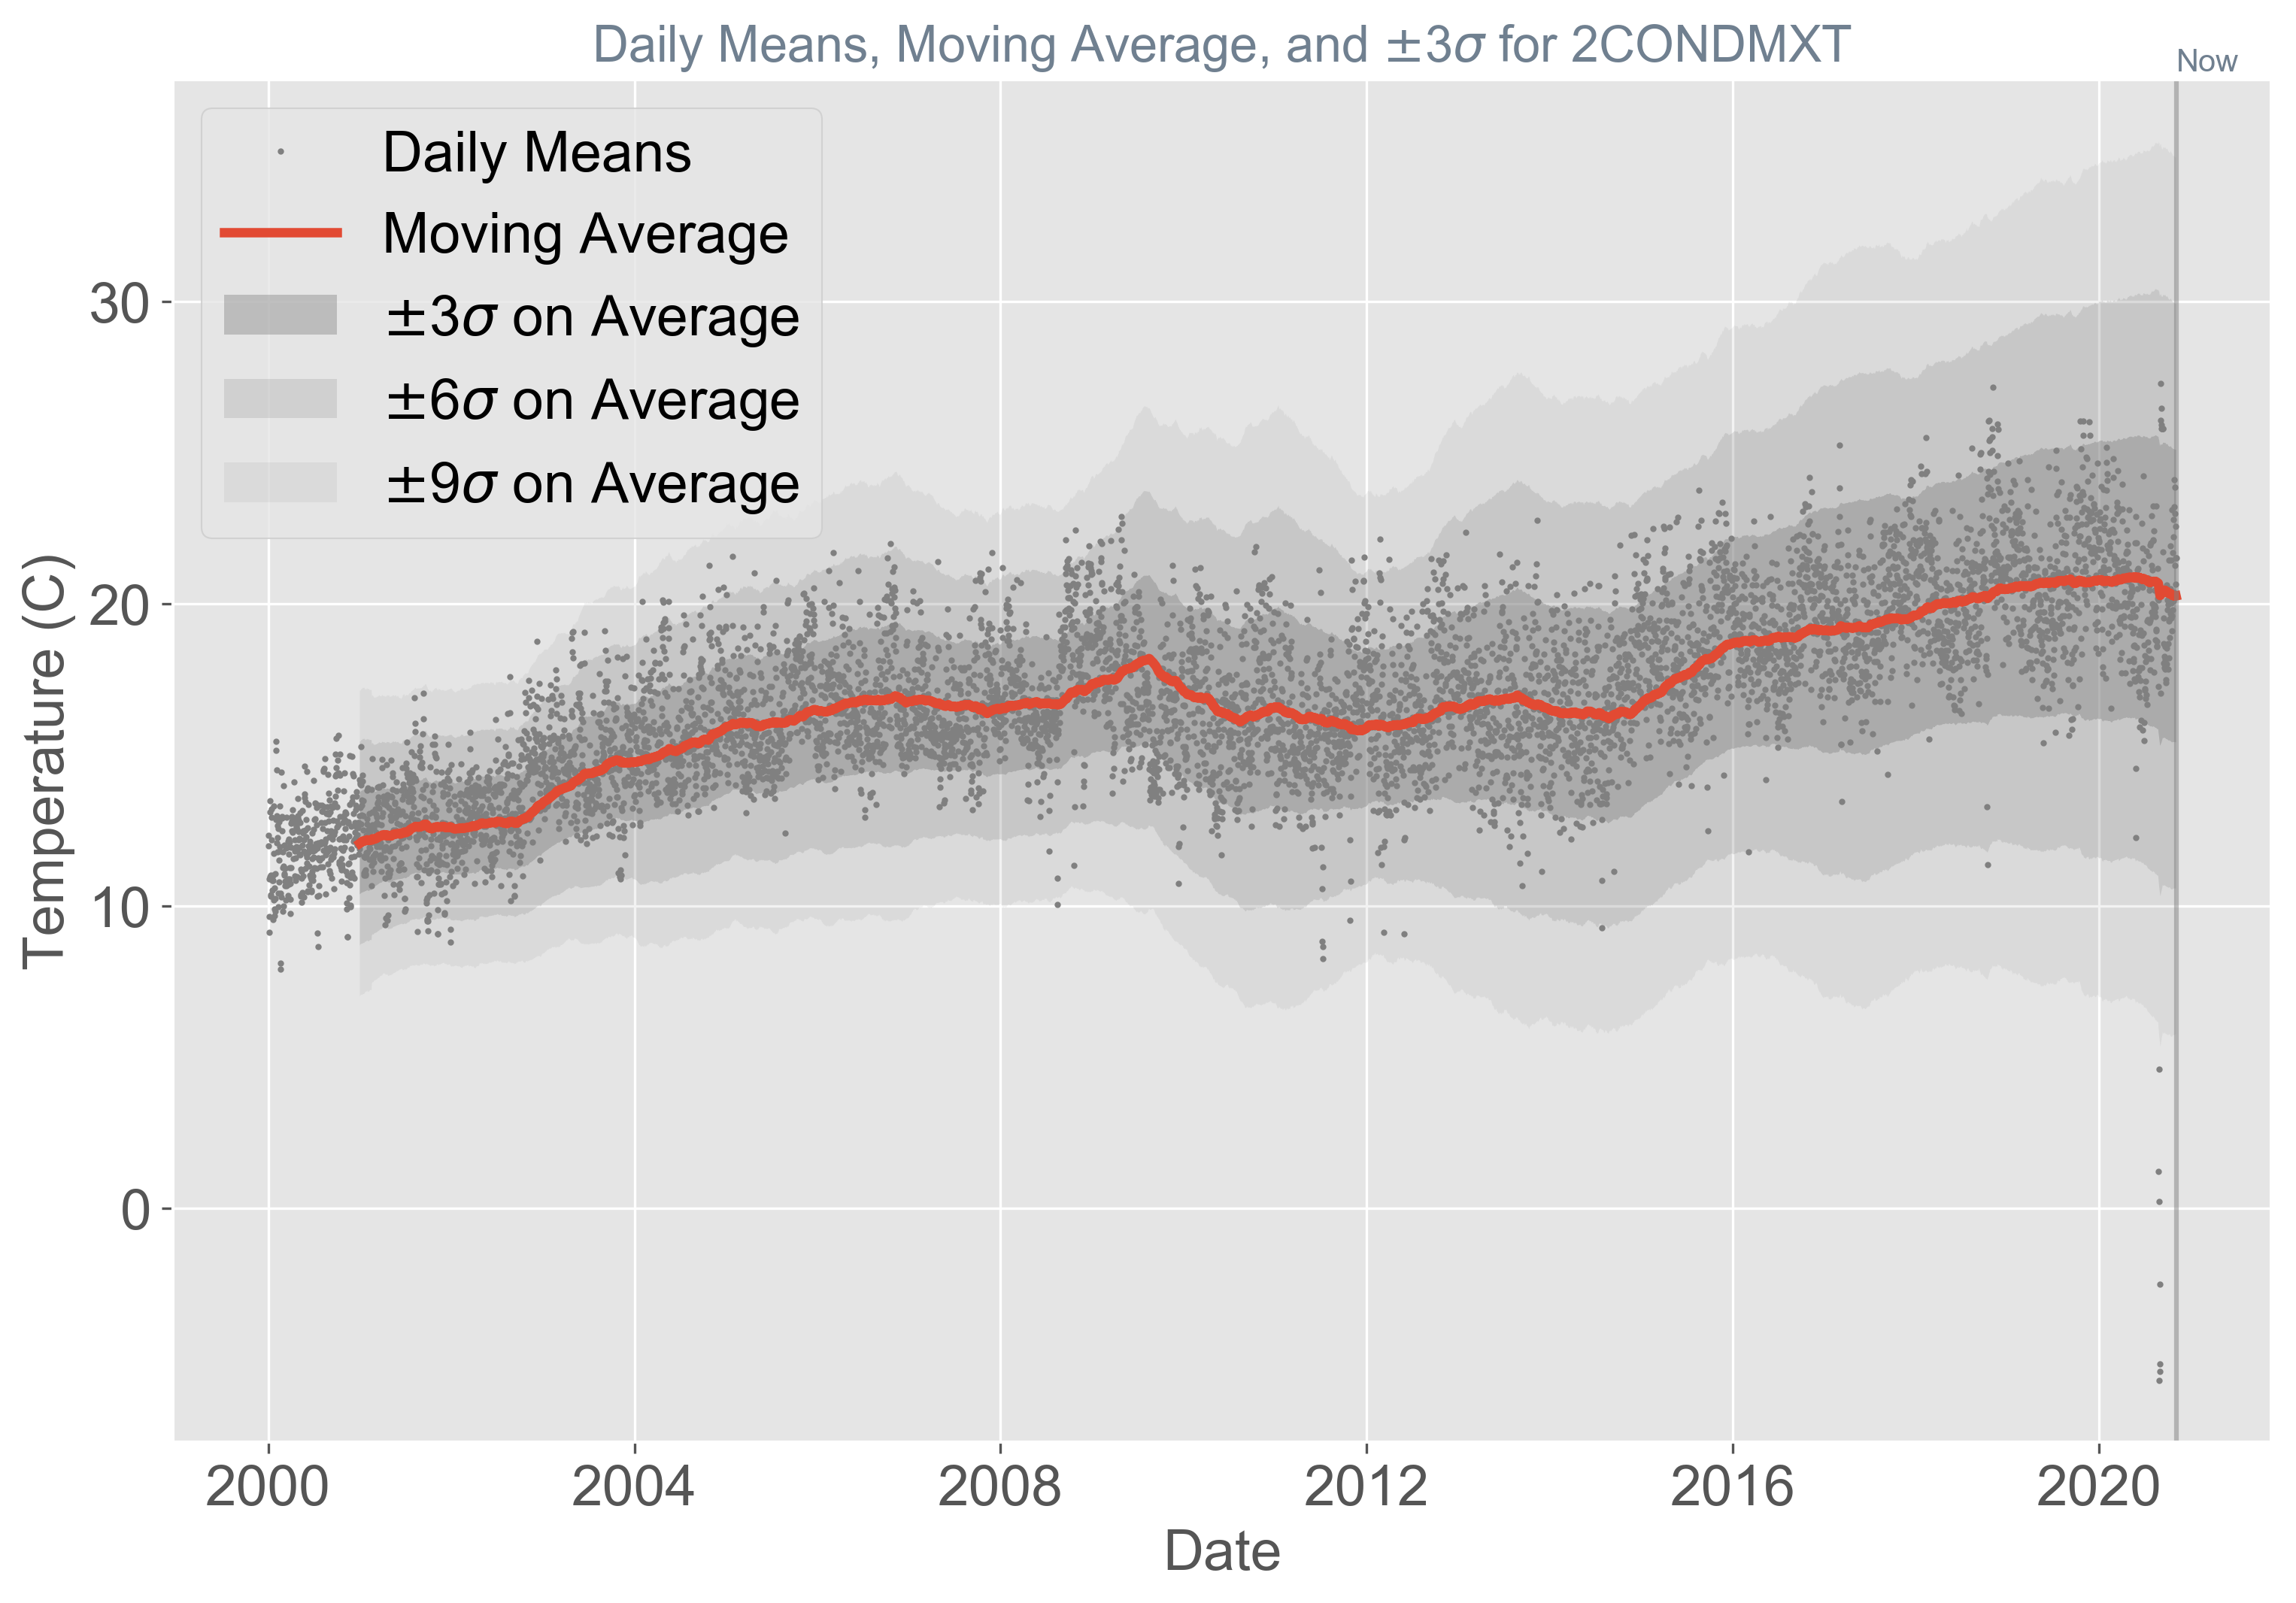 Daily Means, Moving Average, and ±3σ for 2CONDMXT
Now
Daily Means
Moving Average
±3σ on Average
±6σ on Average
±9σ on Average
Temperature (C)
30
20
10
0
2000 2004 2008 2012 2016 2020
Date